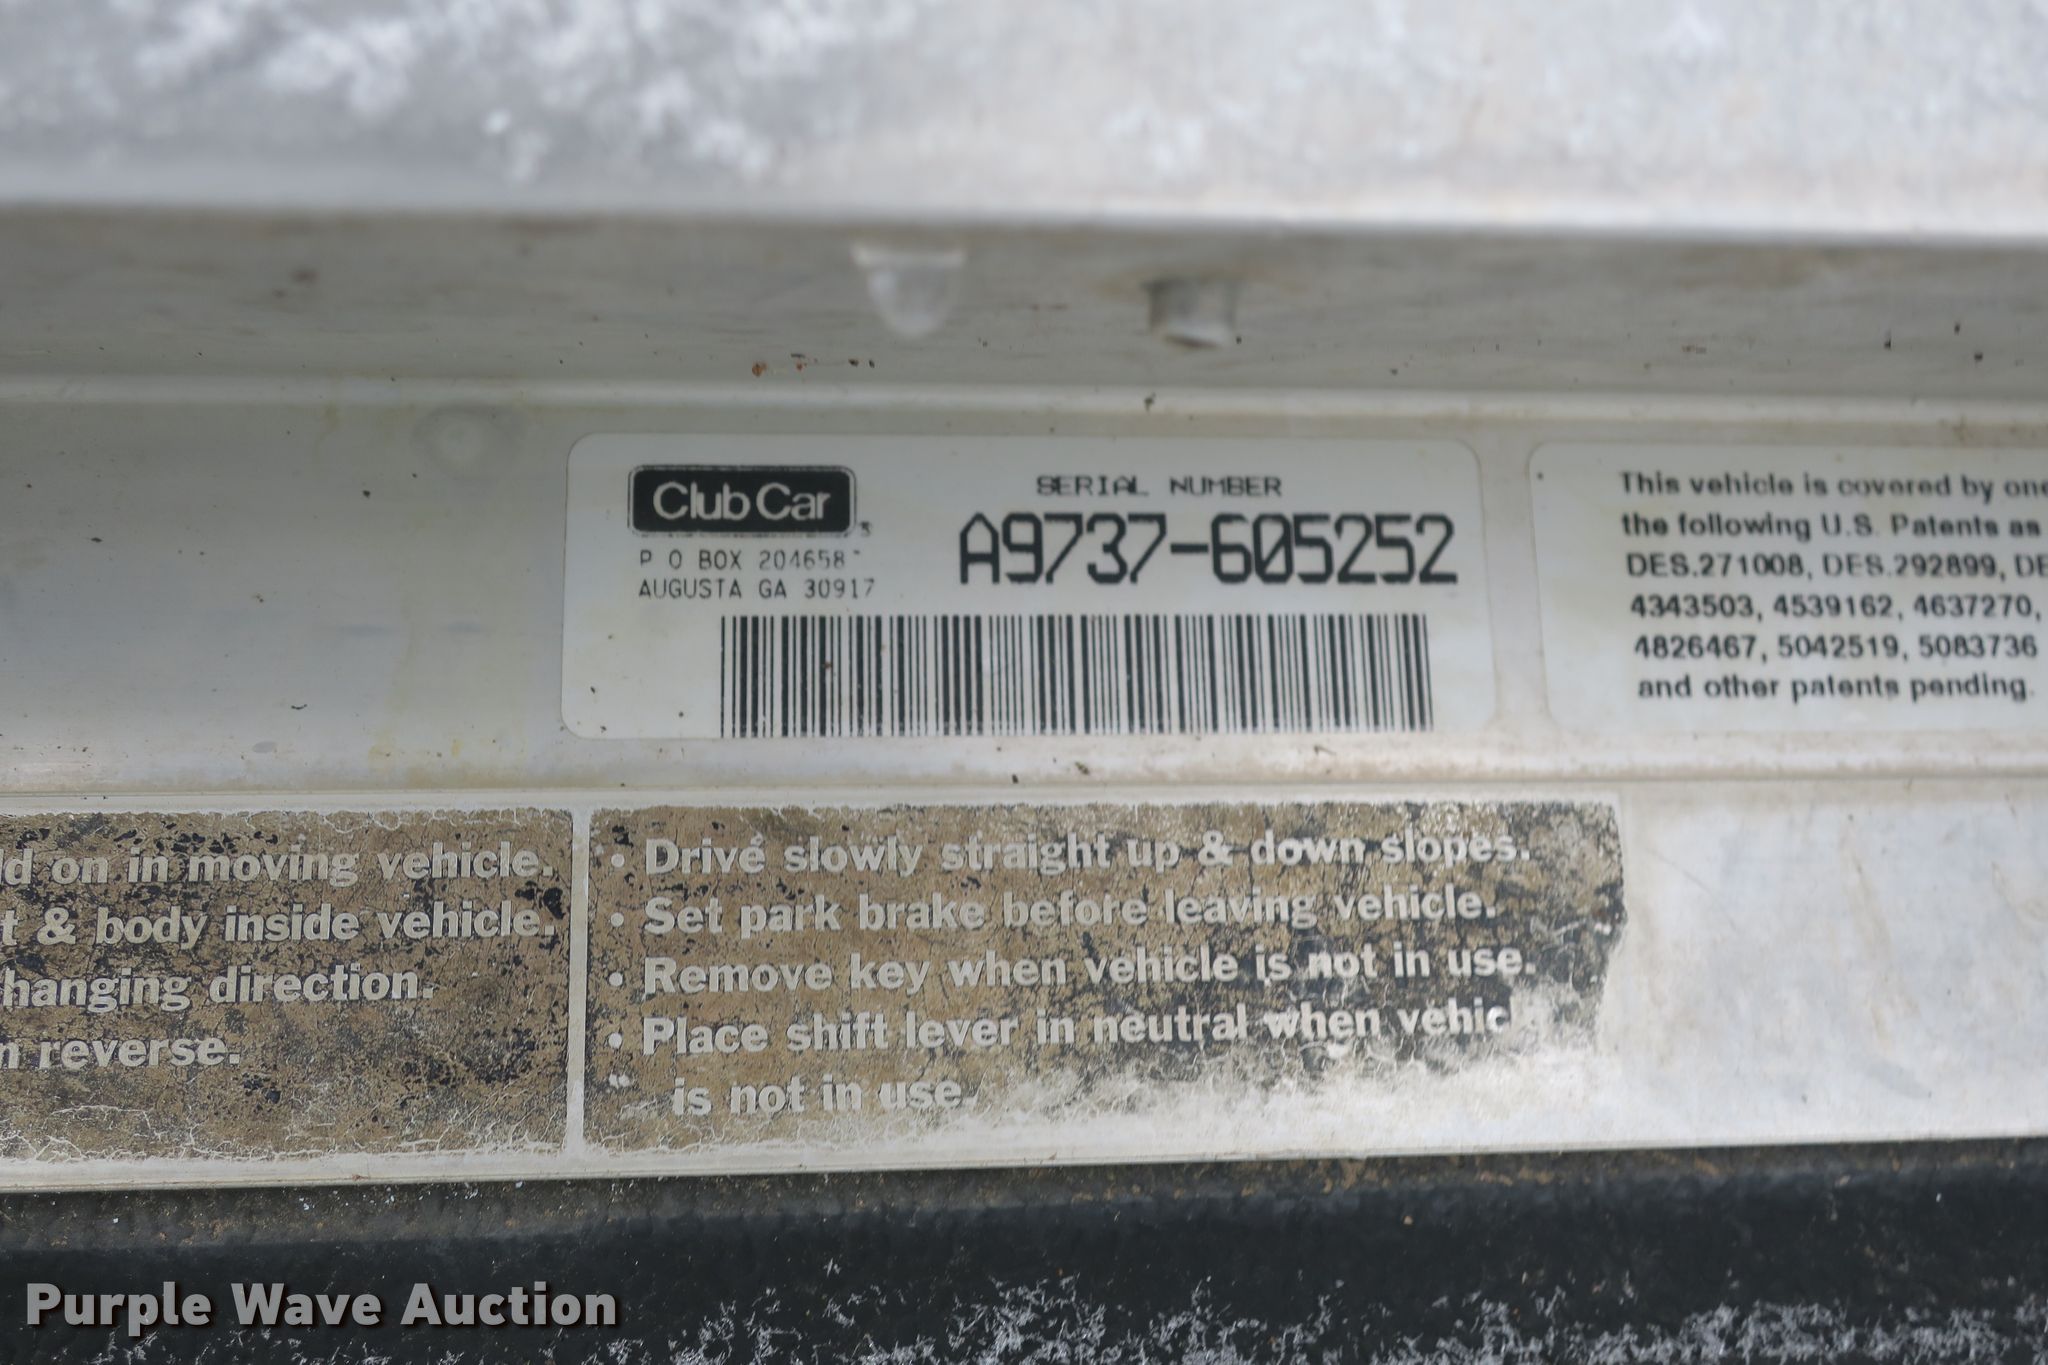 Club Car
P O BOX 204658
AUGUSTA GA 30917
SERIAL NUMBER
A9737-605252
This vehicle is covered by one
the following U.S. Patents as
DES.271008, DES.292899, DE
4343503, 4539162, 4637270,
4826467, 5042519, 5083736
and other patents pending.
d on in moving vehicle.
t & body inside vehicle.
hanging direction.
n reverse.
• Drive slowly straight up & down slopes.
• Set park brake before leaving vehicle.
• Remove key when vehicle is not in use.
• Place shift lever in neutral when vehic
is not in use.
Purple Wave Auction